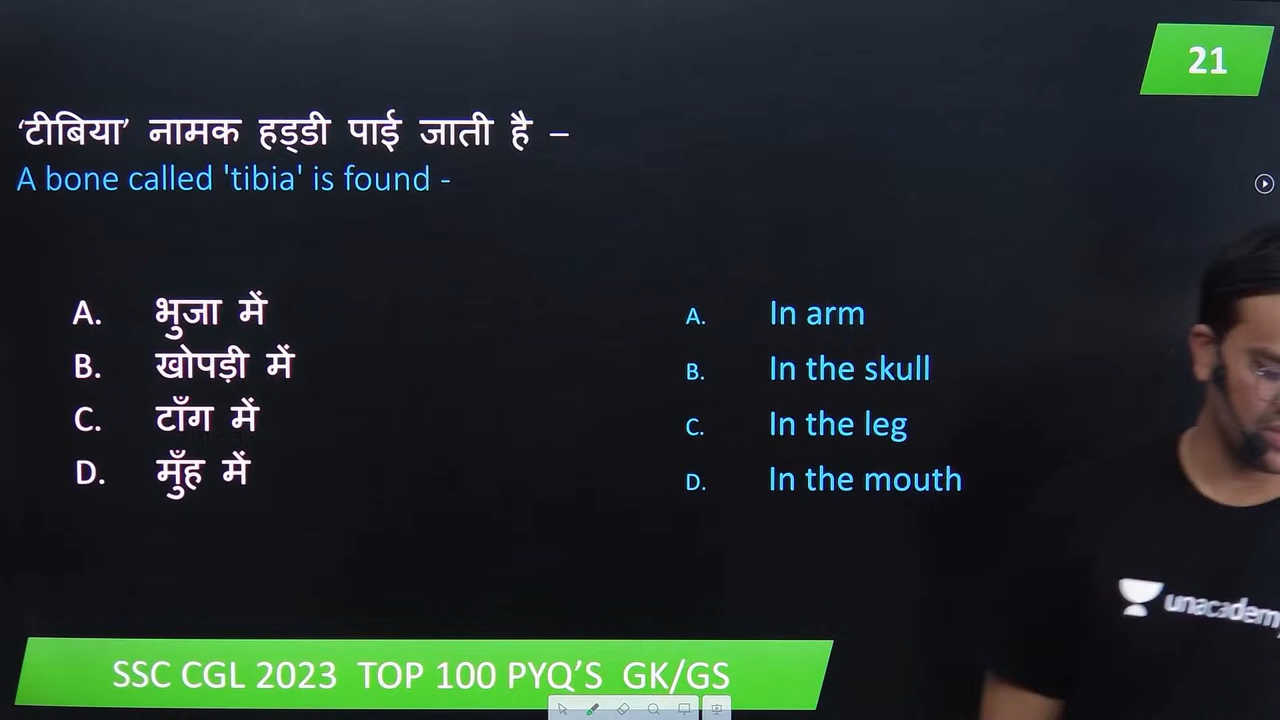 21
‘टीबिया’ नामक हड्डी पाई जाती है –
A bone called 'tibia' is found -
A. भुजा में
B. खोपड़ी में
C. टाँग में
D. मुँह में
A. In arm
B. In the skull
C. In the leg
D. In the mouth
unacadem
SSC CGL 2023 TOP 100 PYQ’S GK/GS